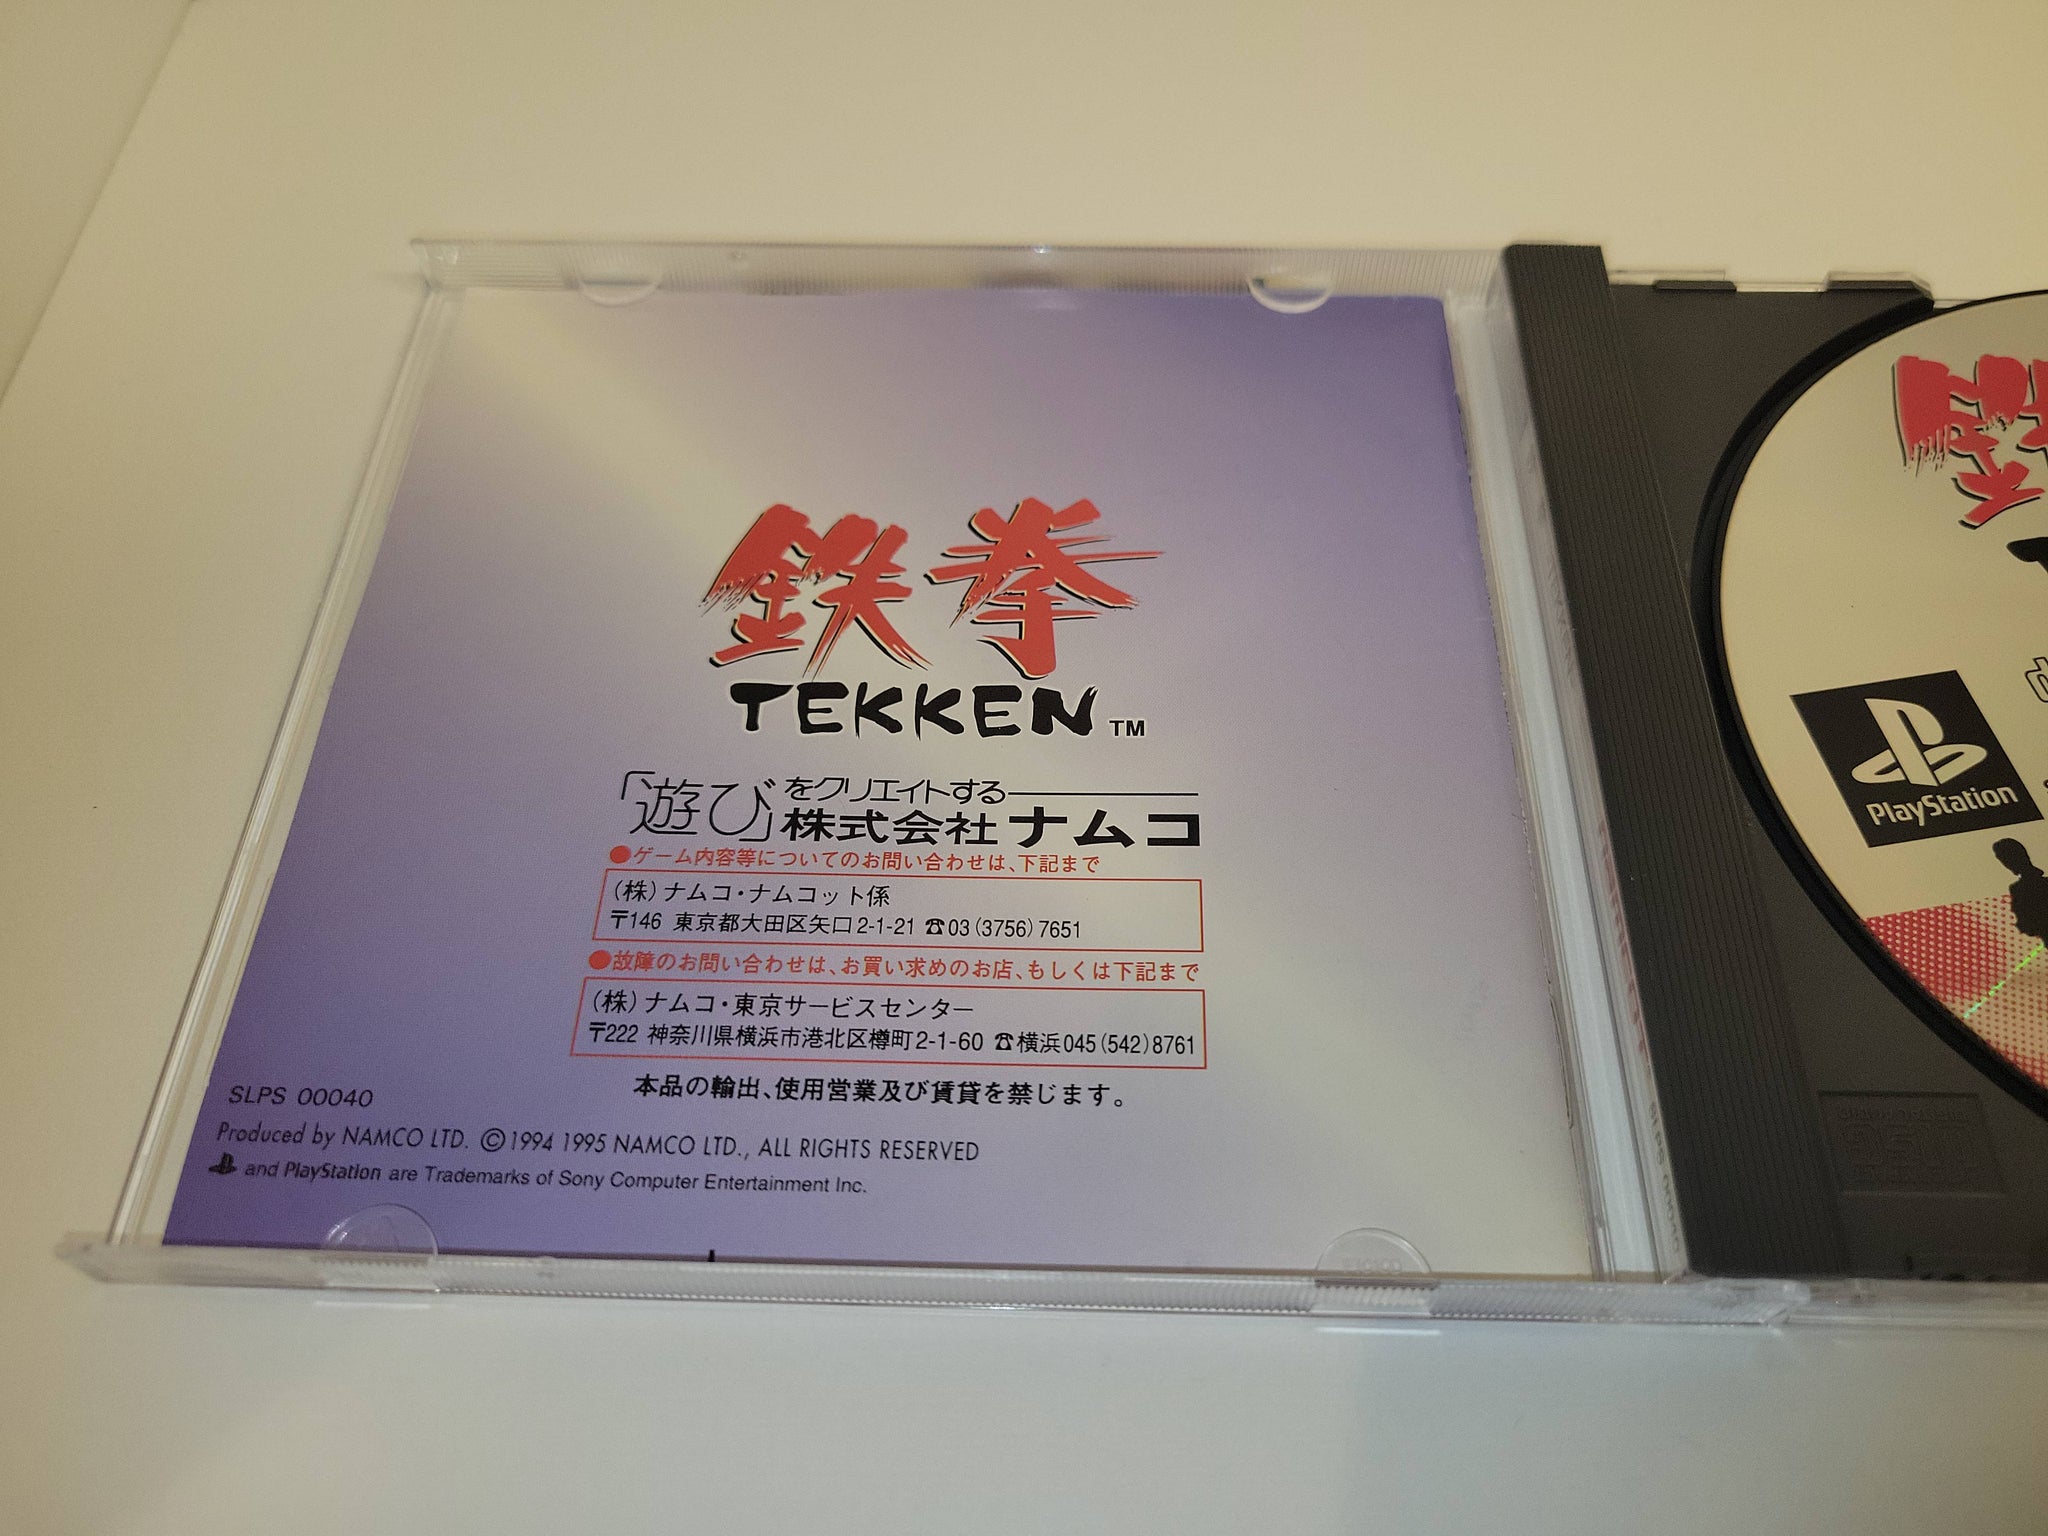 鉄拳
TEKKEN TM
「遊び」をクリエイトする
株式会社ナムコ
●ゲーム内容等についてのお問い合わせは、下記まで
(株)ナムコ・ナムコット係
〒146 東京都大田区矢口2-1-21 ☎03(3756)7651
●故障のお問い合わせは、お買い求めのお店、もしくは下記まで
(株)ナムコ・東京サービスセンター
〒222 神奈川県横浜市港北区樽町2-1-60 ☎横浜045(542)8761
本品の輸出、使用営業及び賃貸を禁じます。
SLPS 00040
Produced by NAMCO LTD. ©1994 1995 NAMCO LTD., ALL RIGHTS RESERVED
and PlayStation are Trademarks of Sony Computer Entertainment Inc.
PlayStation